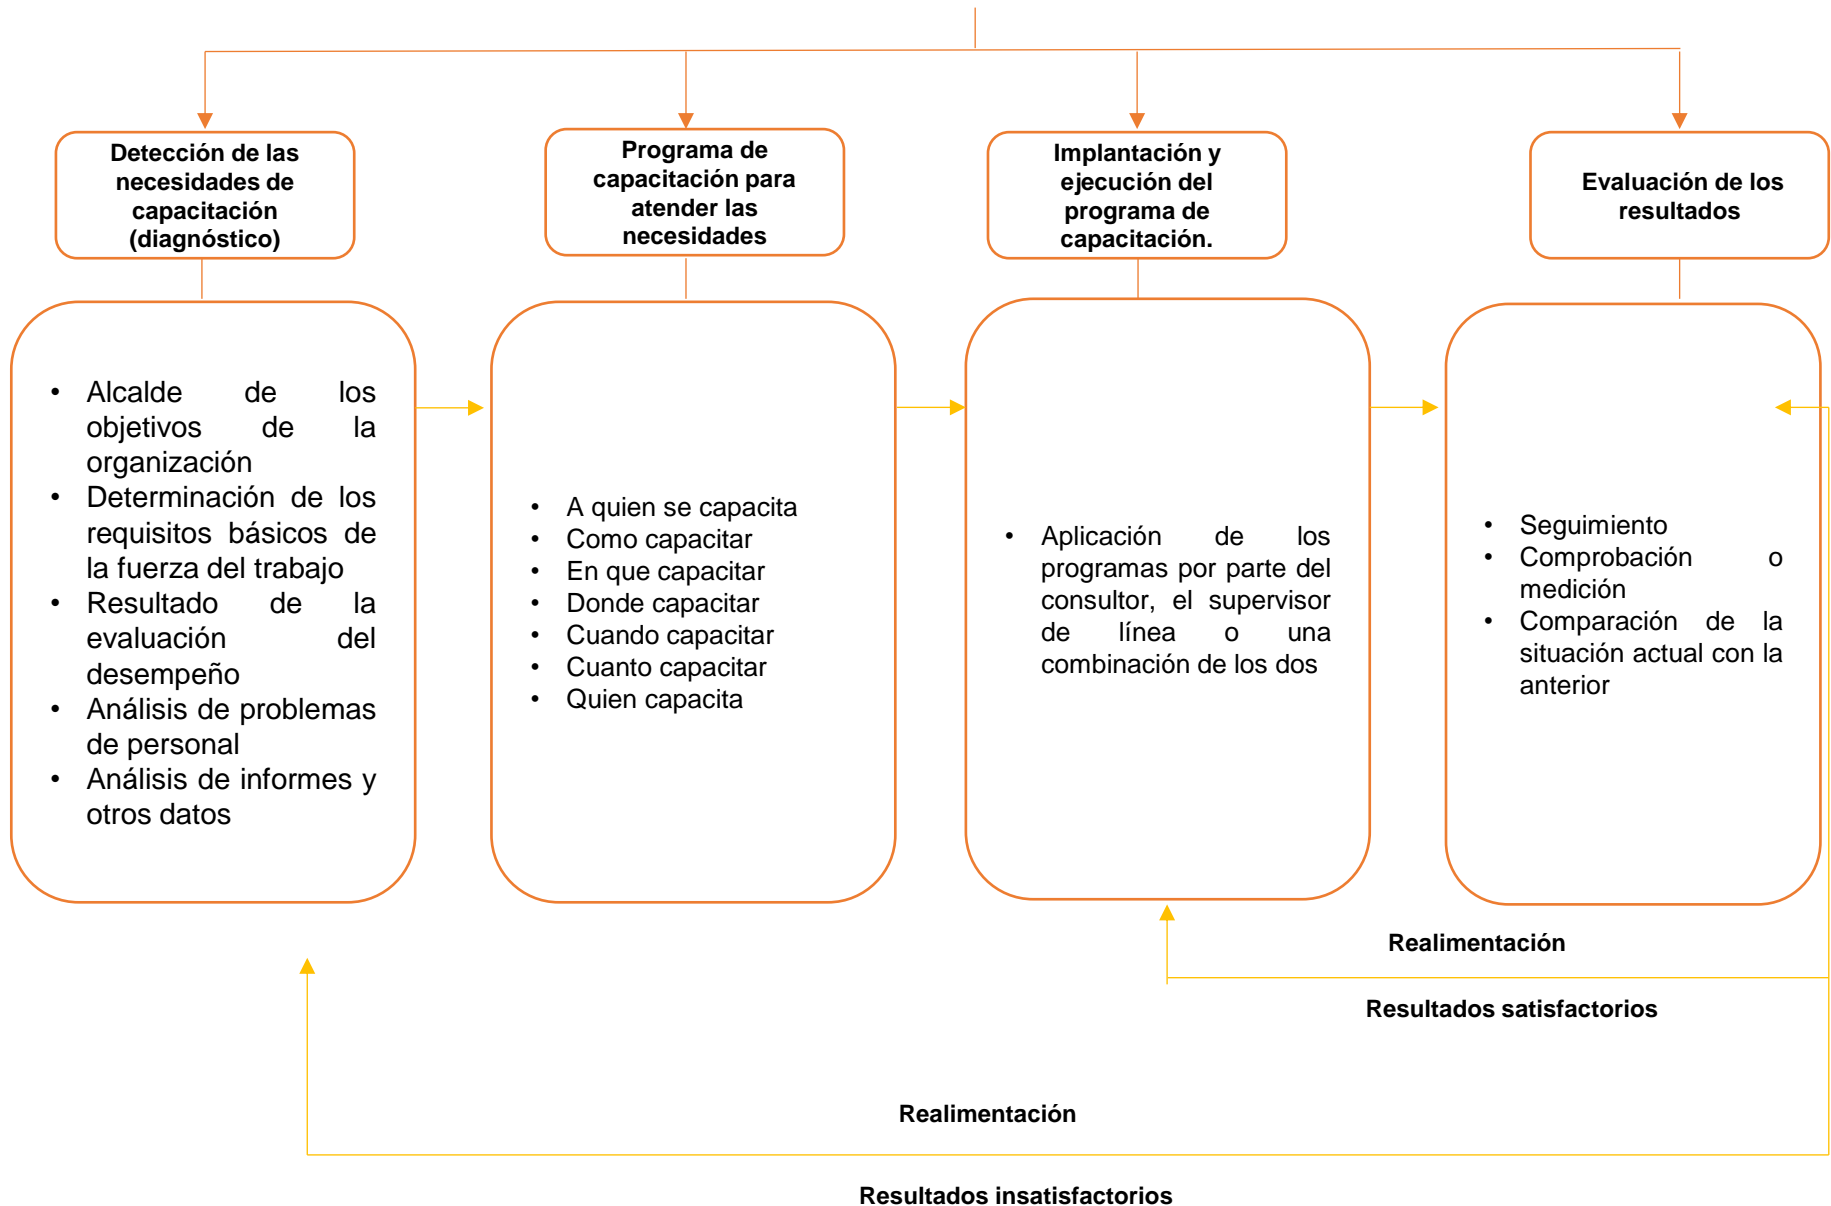 Detección de las
necesidades de
capacitación
(diagnóstico)
Programa de
capacitación para
atender las
necesidades
Implantación y
ejecución del
programa de
capacitación.
Evaluación de los
resultados
• Alcalde de los
objetivos de la
organización
• Determinación de los
requisitos básicos de
la fuerza del trabajo
• Resultado de la
evaluación del
desempeño
• Análisis de problemas
de personal
• Análisis de informes y
otros datos
• A quien se capacita
• Como capacitar
• En que capacitar
• Donde capacitar
• Cuando capacitar
• Cuanto capacitar
• Quien capacita
• Aplicación de los
programas por parte del
consultor, el supervisor
de línea o una
combinación de los dos
• Seguimiento
• Comprobación o
medición
• Comparación de la
situación actual con la
anterior
Realimentación
Resultados satisfactorios
Realimentación
Resultados insatisfactorios